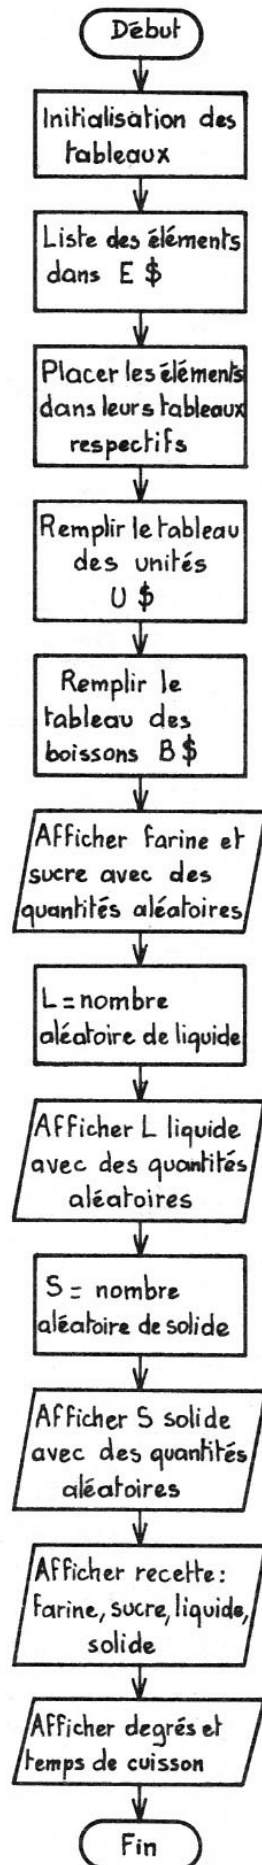 Début
Initialisation des
tableaux
Liste des éléments
dans E $
Placer les éléments
dans leurs tableaux
respectifs
Remplir le tableau
des unités
U $
Remplir le
tableau des
boissons B$
Afficher farine et
sucre avec des
quantités aléatoires
L = nombre
aléatoire de liquide
Afficher L liquide
avec des quantités
aléatoires
S = nombre
aléatoire de solide
Afficher S solide
avec des quantités
aléatoires
Afficher recette:
farine, sucre, liquide,
solide
Afficher degrés et
temps de cuisson
Fin